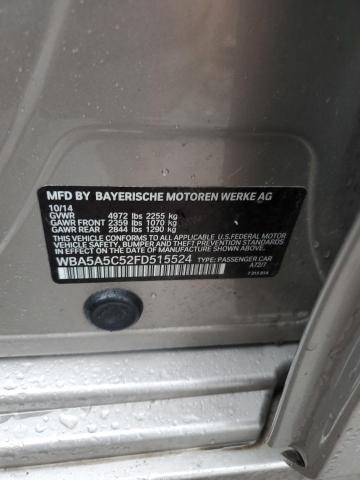 MFD BY BAYERISCHE MOTOREN WERKE AG
10/14
GVWR 4972 lbs 2255 kg
GAWR FRONT 2359 lbs 1070 kg
GAWR REAR 2844 lbs 1290 kg
THIS VEHICLE CONFORMS TO ALL APPLICABLE U.S.FEDERAL MOTOR
VEHICLE SAFETY, BUMPER, AND THEFT PREVENTION STANDARDS
IN EFFECT ON THE DATE OF MANUFACTURE SHOWN ABOVE.
WBA5A5C52FD515524 TYPE: PASSENGER CAR
A72/7